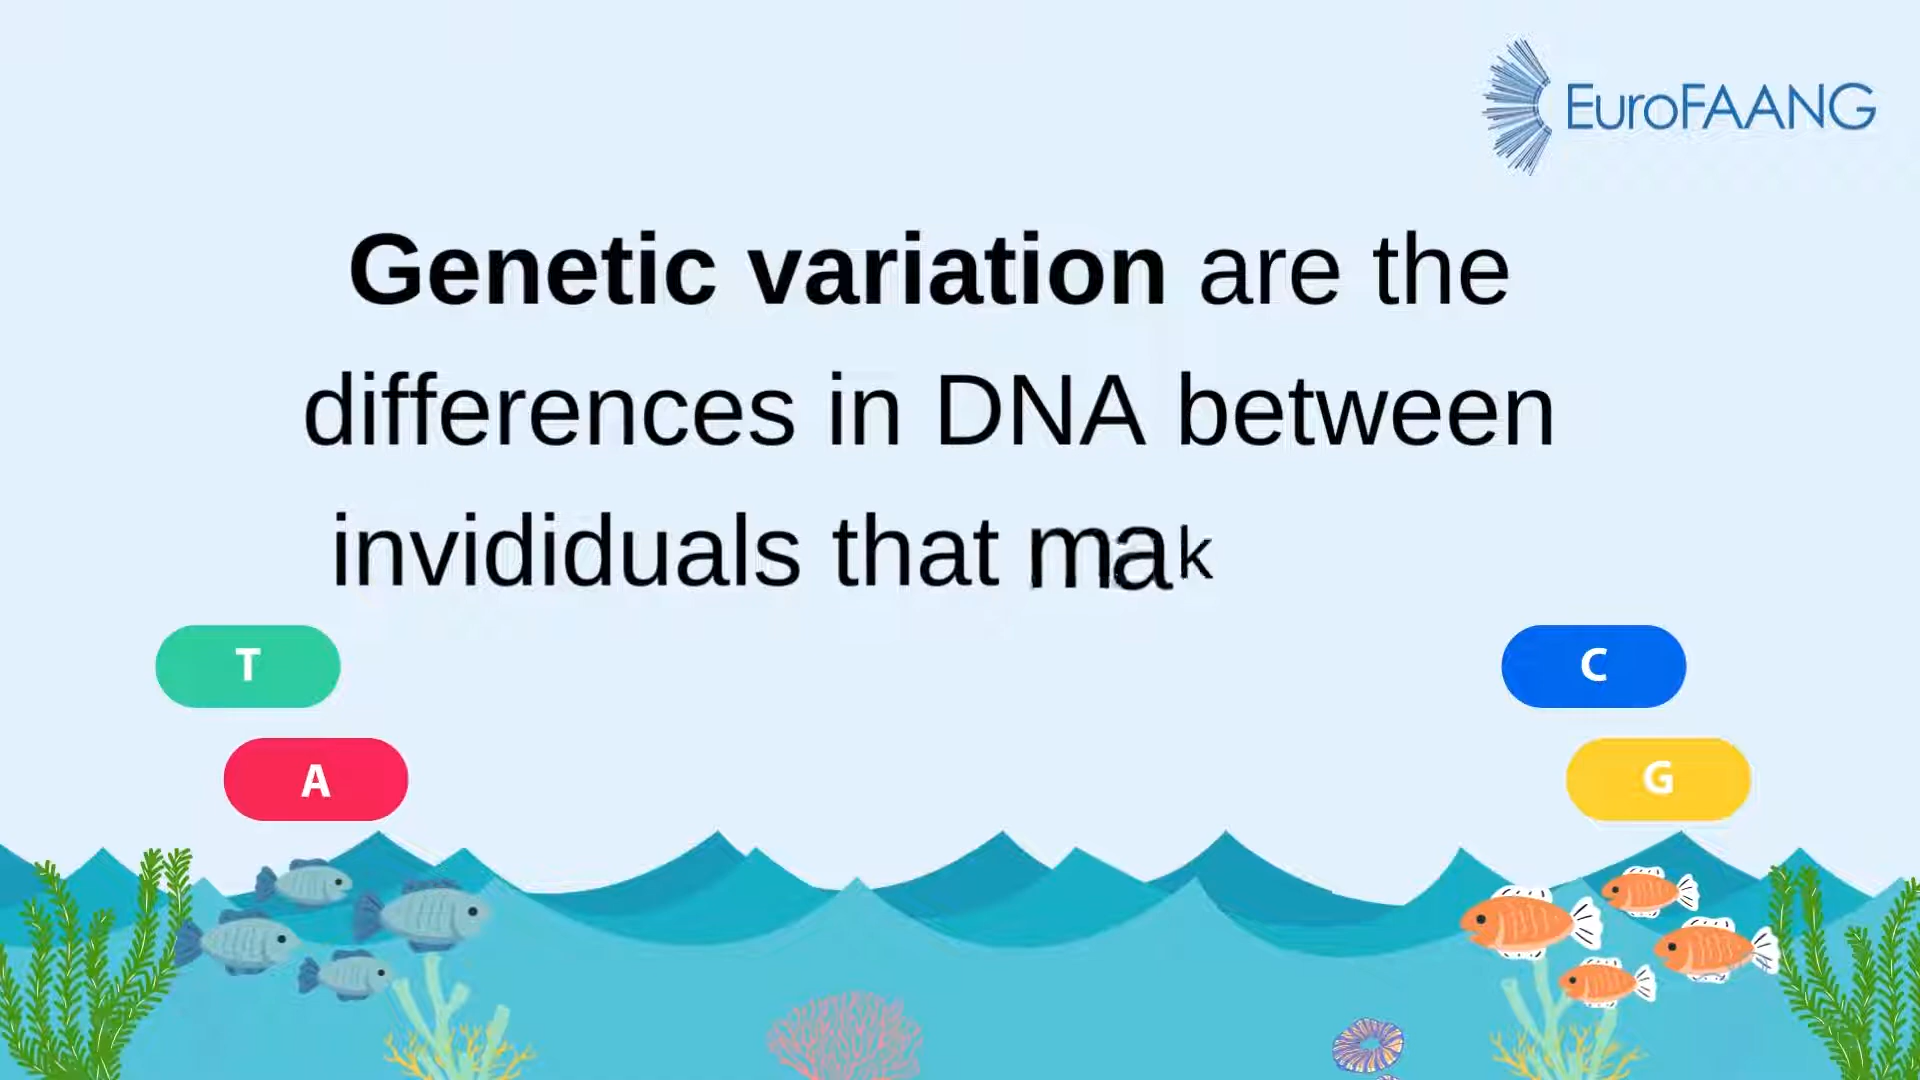 EuroFAANG
Genetic variation are the
differences in DNA between
invididuals that mak
T
C
A
G